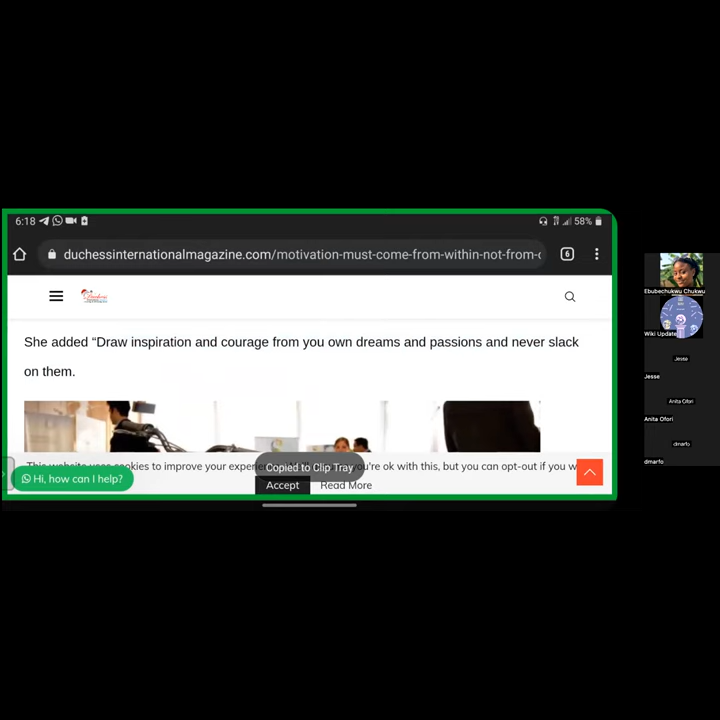 6:18
58%
duchessinternationalmagazine.com/motivation-must-come-from-within-not-from-
6
She added “Draw inspiration and courage from you own dreams and passions and never slack
on them.
This website uses cookies to improve your
you're ok with this, but you can opt-out if you
Copied to Clip Tray
Hi, how can I help?
Accept
Read More
Ebubechukwu Chukwu
Wiki Update
Jesse
Jesse
Anita Ofori
Anita Ofori
dmarfo
dmarfo